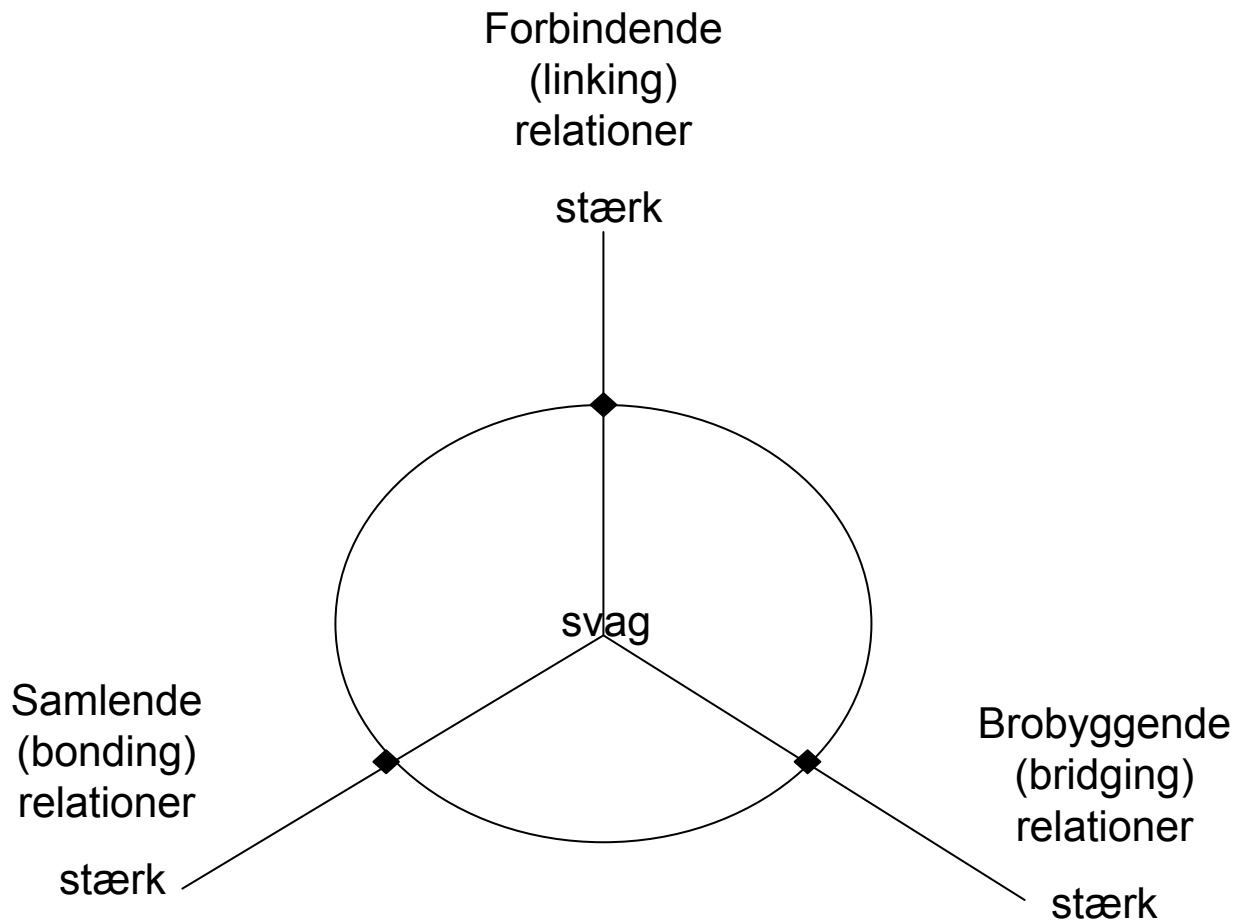 Forbindende
(linking)
relationer
stærk
svag
Samlende
(bonding)
relationer
stærk
Brobyggende
(bridging)
relationer
stærk